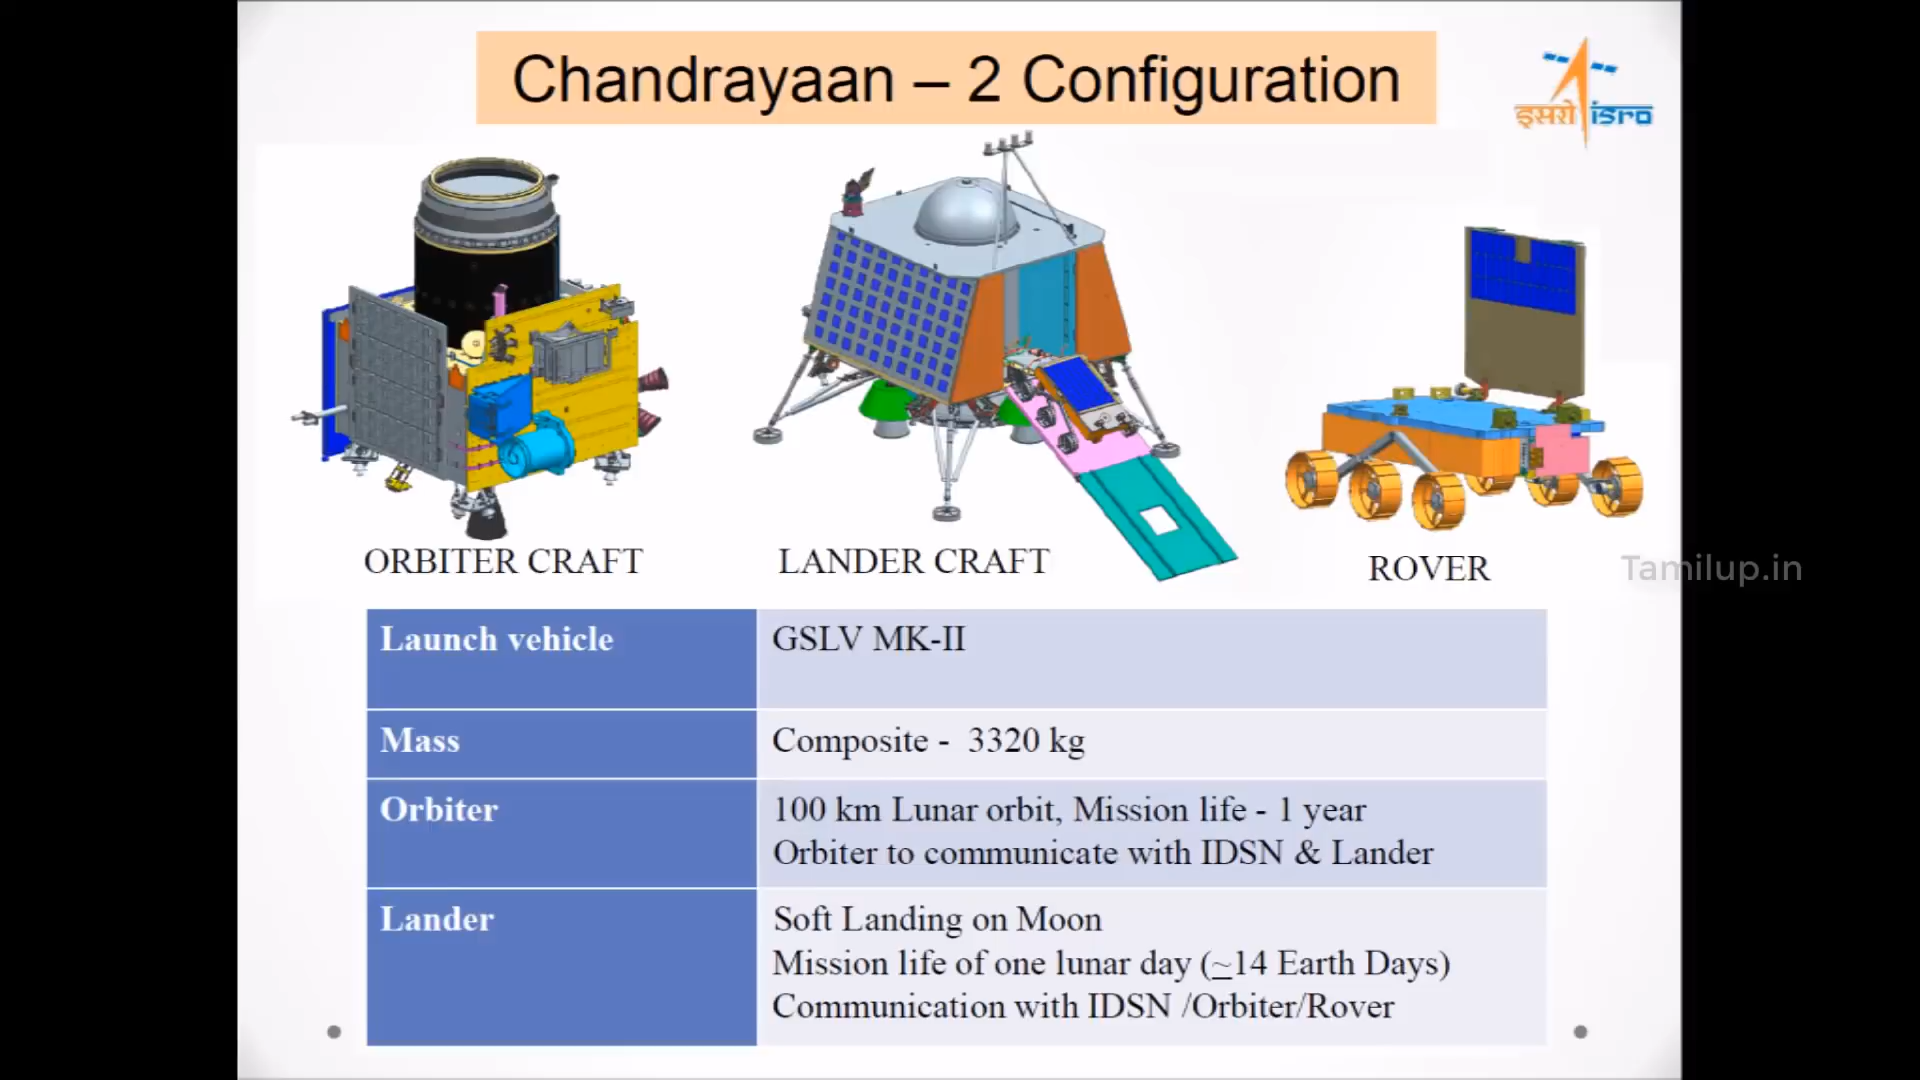 Chandrayaan – 2 Configuration
इसरो isro
ORBITER CRAFT
LANDER CRAFT
ROVER
Tamilup.in
Launch vehicle
GSLV MK-II
Mass
Composite - 3320 kg
Orbiter
100 km Lunar orbit, Mission life - 1 year
Orbiter to communicate with IDSN & Lander
Lander
Soft Landing on Moon
Mission life of one lunar day (~14 Earth Days)
Communication with IDSN /Orbiter/Rover